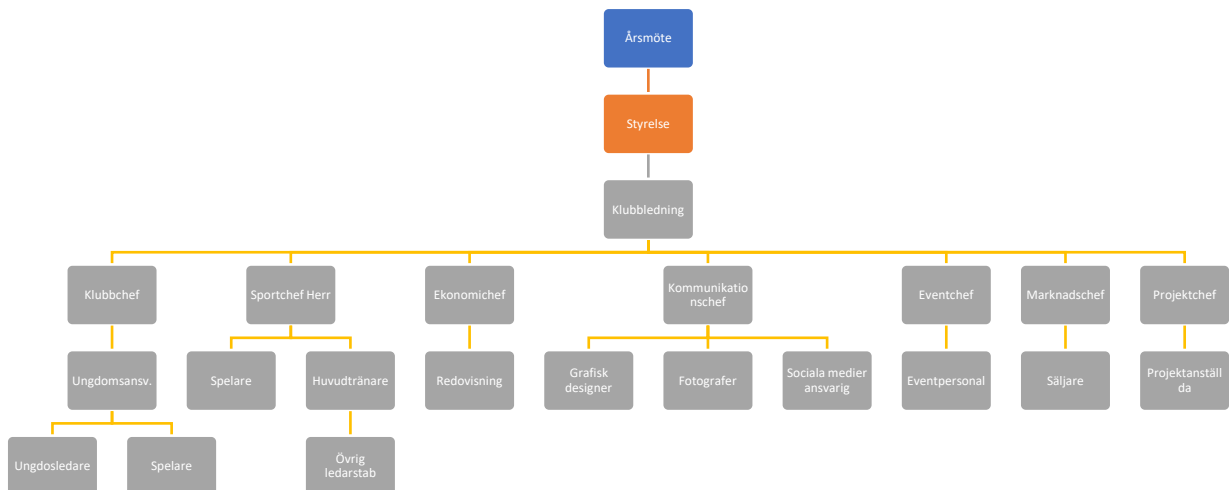 Årsmöte
Styrelse
Klubbledning
Klubbchef
Sportchef Herr
Ekonomichef
Kommunikatio
nschef
Eventchef
Marknadschef
Projektchef
Ungdomsansv.
Spelare
Huvudtränare
Redovisning
Grafisk
designer
Fotografer
Sociala medier
ansvarig
Eventpersonal
Säljare
Projektanställ
da
Ungdosledare
Spelare
Övrig
ledarstab